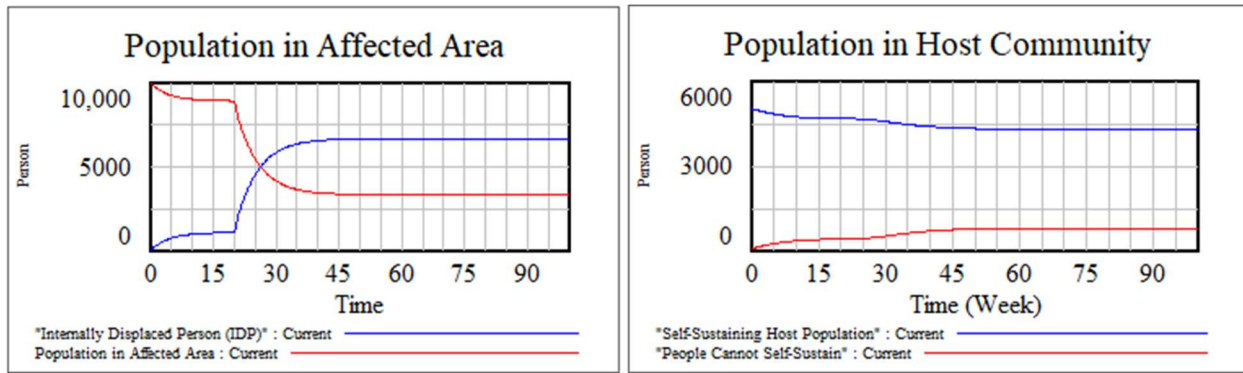 Population in Affected Area
10,000
5000
0
Person
0 15 30 45 60 75 90
Time
"Internally Displaced Person (IDP)" : Current
Population in Affected Area : Current
Population in Host Community
6000
3000
0
Person
0 15 30 45 60 75 90
Time (Week)
"Self-Sustaining Host Population" : Current
"People Cannot Self-Sustain" : Current